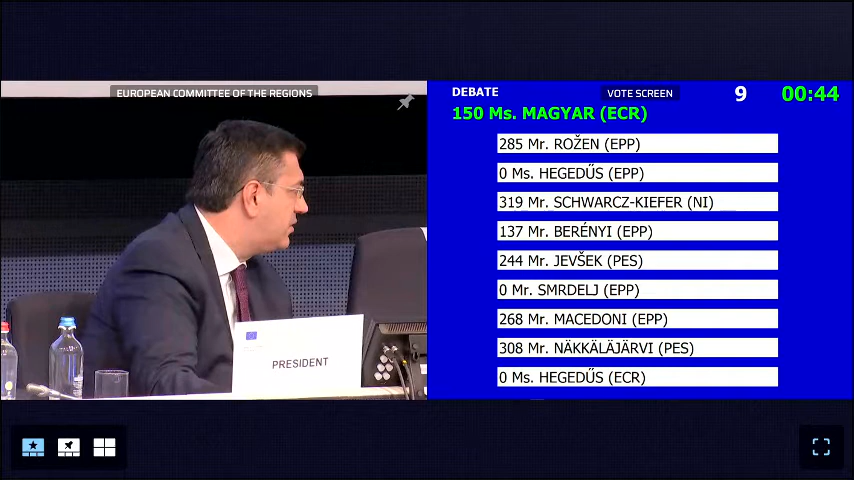 EUROPEAN COMMITTEE OF THE REGIONS
PRESIDENT
DEBATE
VOTE SCREEN
9
00:44
150 Ms. MAGYAR (ECR)
285 Mr. ROŽEN (EPP)
0 Ms. HEGEDŰS (EPP)
319 Mr. SCHWARCZ-KIEFER (NI)
137 Mr. BERÉNYI (EPP)
244 Mr. JEVŠEK (PES)
0 Mr. SMRDELJ (EPP)
268 Mr. MACEDONI (EPP)
308 Mr. NÄKKÄLÄJÄRVI (PES)
0 Ms. HEGEDŰS (ECR)